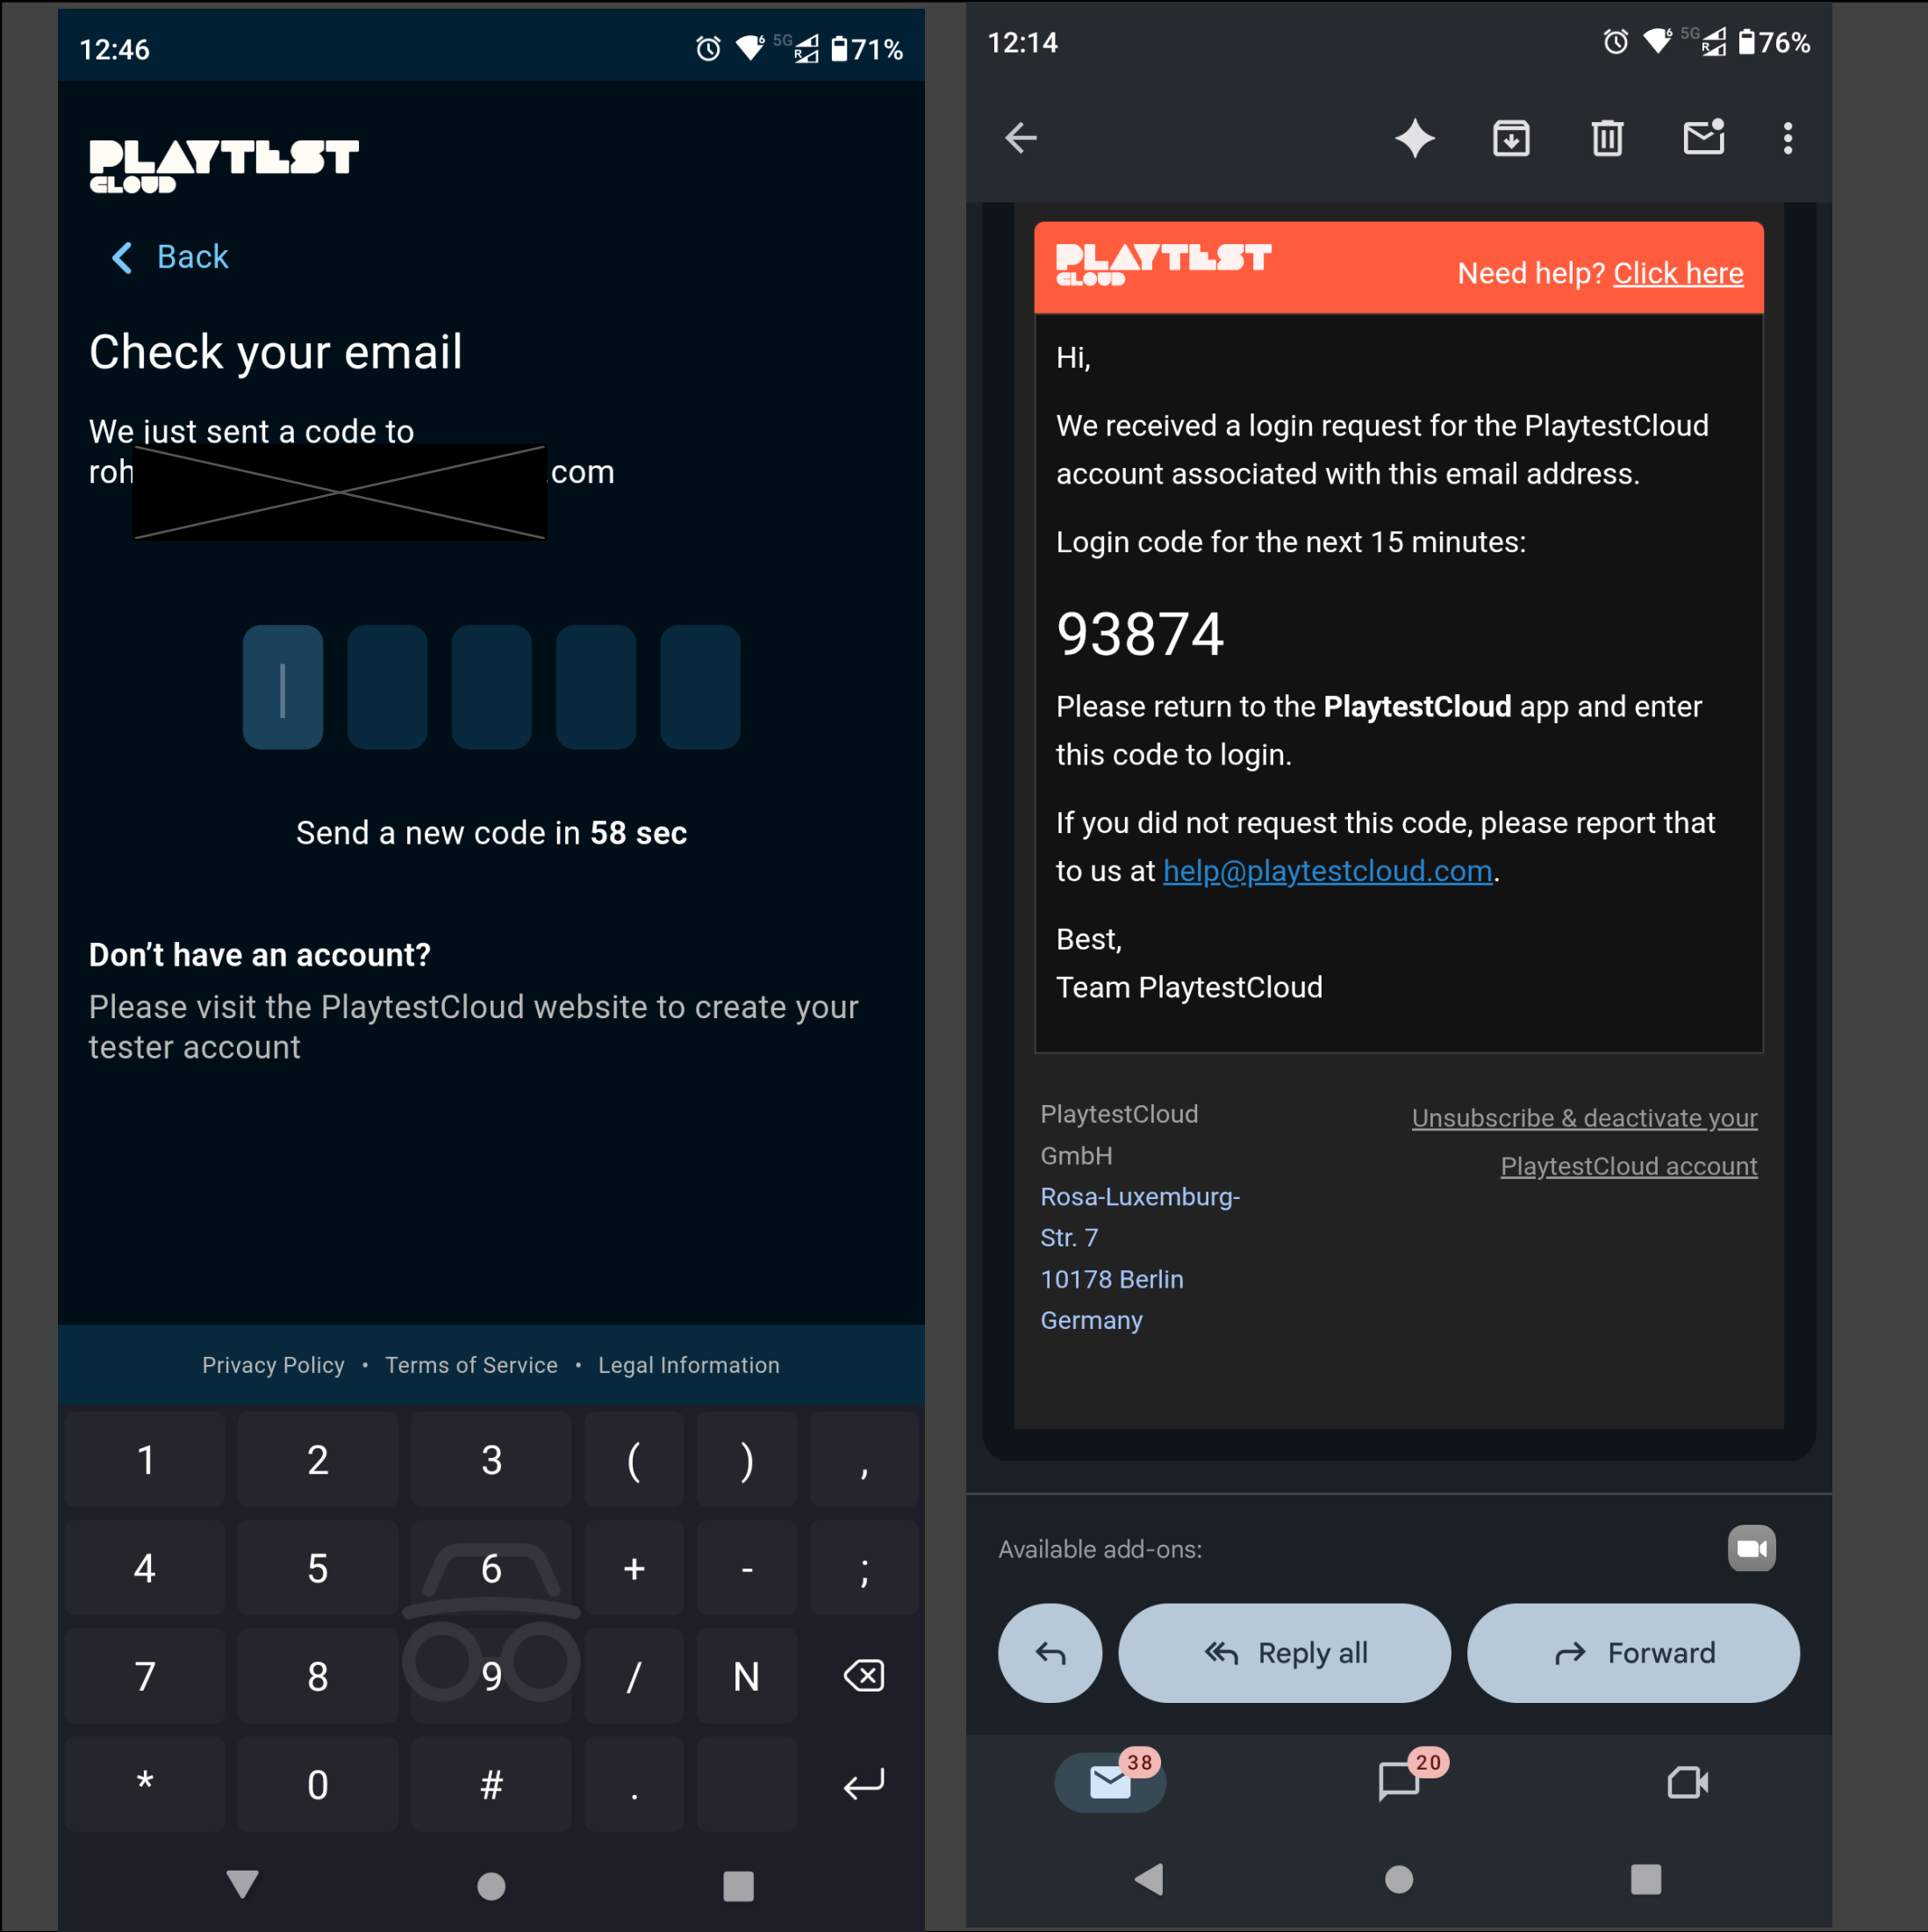 12:46
5G
R
6
71%
PLAYTEST
CLOUD
Back
Check your email
We just sent a code to
roh .com
Send a new code in 58 sec
Don’t have an account?
Please visit the PlaytestCloud website to create your
tester account
Privacy Policy • Terms of Service • Legal Information
1 2 3 ( ) ,
4 5 6 + - ;
7 8 9 / N
* 0 # .
12:14
6
5G
R
76%
PLAYTEST
CLOUD
Need help? Click here
Hi,
We received a login request for the PlaytestCloud
account associated with this email address.
Login code for the next 15 minutes:
93874
Please return to the PlaytestCloud app and enter
this code to login.
If you did not request this code, please report that
to us at help@playtestcloud.com.
Best,
Team PlaytestCloud
PlaytestCloud
GmbH
Rosa-Luxemburg-
Str. 7
10178 Berlin
Germany
Unsubscribe & deactivate your
PlaytestCloud account
Available add-ons:
Reply all
Forward
38
20